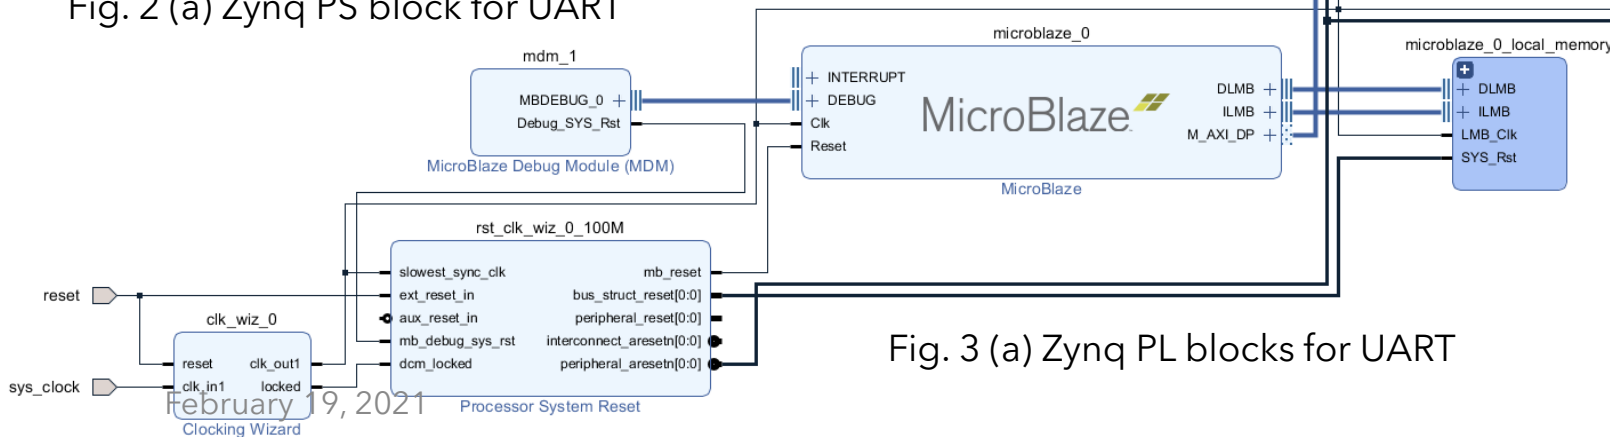 Fig. 2 (a) Zynq PS block for UART
mdm_1
MBDEBUG_0
Debug_SYS_Rst
MicroBlaze Debug Module (MDM)
microblaze_0
INTERRUPT
DEBUG
Clk
Reset
MicroBlaze
DLMB
ILMB
M_AXI_DP
MicroBlaze
microblaze_0_local_memory
DLMB
ILMB
LMB_Clk
SYS_Rst
rst_clk_wiz_0_100M
slowest_sync_clk
ext_reset_in
aux_reset_in
mb_debug_sys_rst
dcm_locked
mb_reset
bus_struct_reset[0:0]
peripheral_reset[0:0]
interconnect_aresetn[0:0]
peripheral_aresetn[0:0]
Processor System Reset
reset
sys_clock
clk_wiz_0
reset
clk_in1
clk_out1
locked
Clocking Wizard
February 19, 2021
Fig. 3 (a) Zynq PL blocks for UART